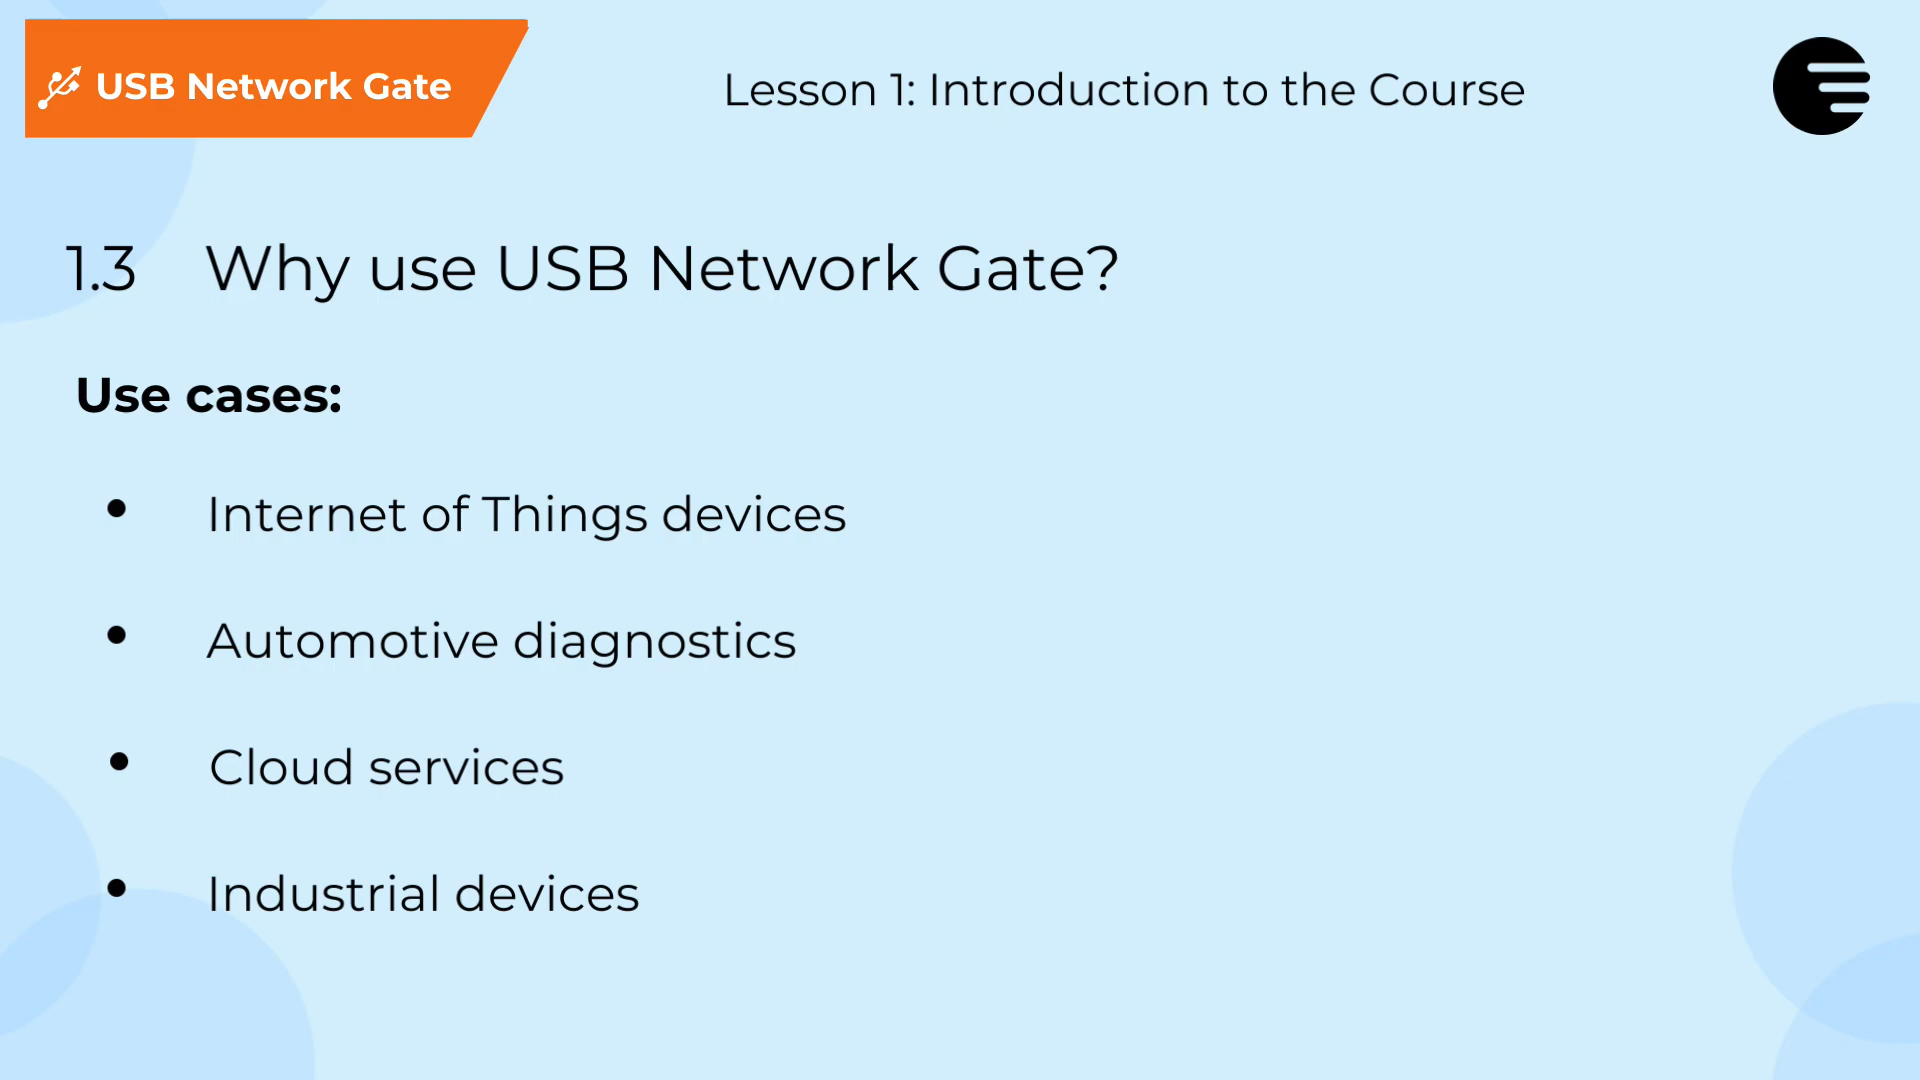 USB Network Gate
Lesson 1: Introduction to the Course
1.3 Why use USB Network Gate?
Use cases:
• Internet of Things devices
• Automotive diagnostics
• Cloud services
• Industrial devices